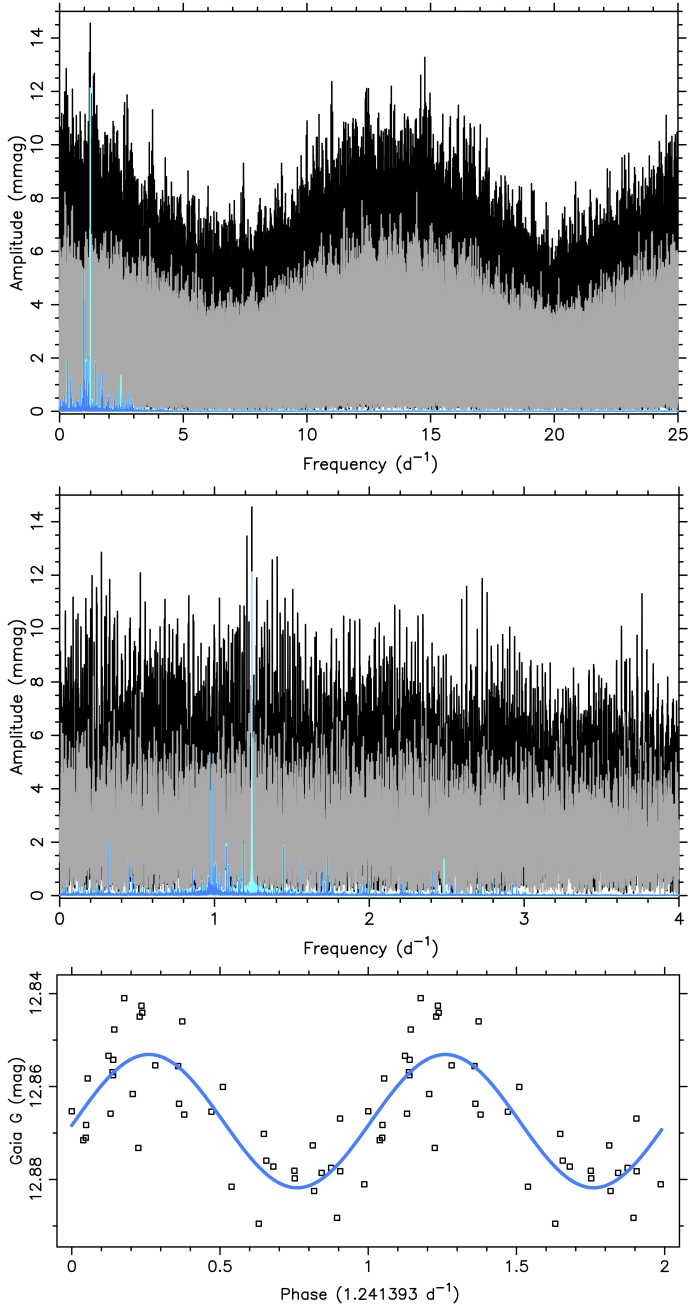 14
12
10
8
6
4
2
0
Amplitude (mmag)
0 5 10 15 20 25
Frequency (d⁻¹)
14
12
10
8
6
4
2
0
Amplitude (mmag)
0 1 2 3 4
Frequency (d⁻¹)
12.84
12.86
12.88
Gaia G (mag)
0 0.5 1 1.5 2
Phase (1.241393 d⁻¹)